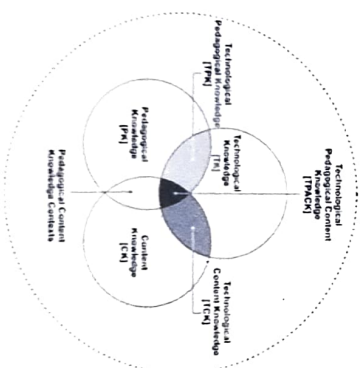 Technological
Pedagogical Content
Knowledge
[TPACK]
Technological
Pedagogical Knowledge
[TPK]
Technological
Knowledge
[TK]
Technological
Content Knowledge
[TCK]
Pedagogical
Knowledge
[PK]
Content
Knowledge
[CK]
Pedagogical Content
Knowledge Contexts